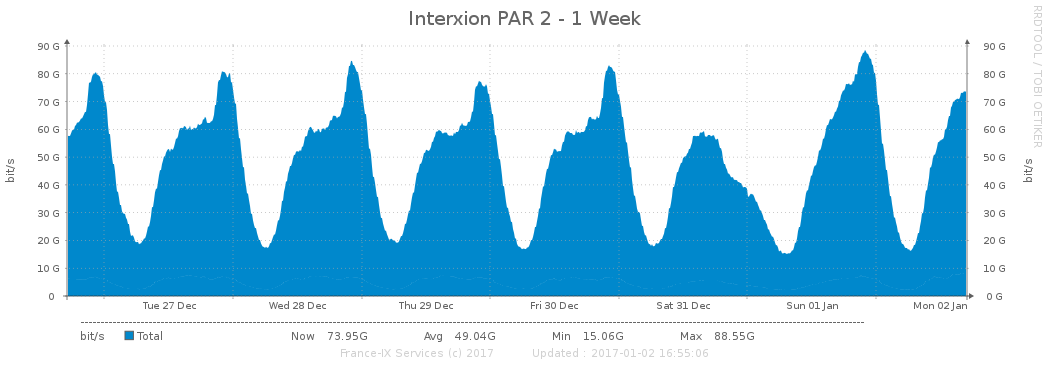 Interxion PAR 2 - 1 Week
RRDTOOL / TOBI OETIKER
90 G 90 G
80 G 80 G
70 G 70 G
60 G 60 G
50 G 50 G
40 G 40 G
30 G 30 G
20 G 20 G
10 G 10 G
0 0 G
bit/s bit/s
Tue 27 Dec Wed 28 Dec Thu 29 Dec Fri 30 Dec Sat 31 Dec Sun 01 Jan Mon 02 Jan
bit/s Total Now 73.95G Avg 49.04G Min 15.06G Max 88.55G
France-IX Services (c) 2017 Updated : 2017-01-02 16:55:06